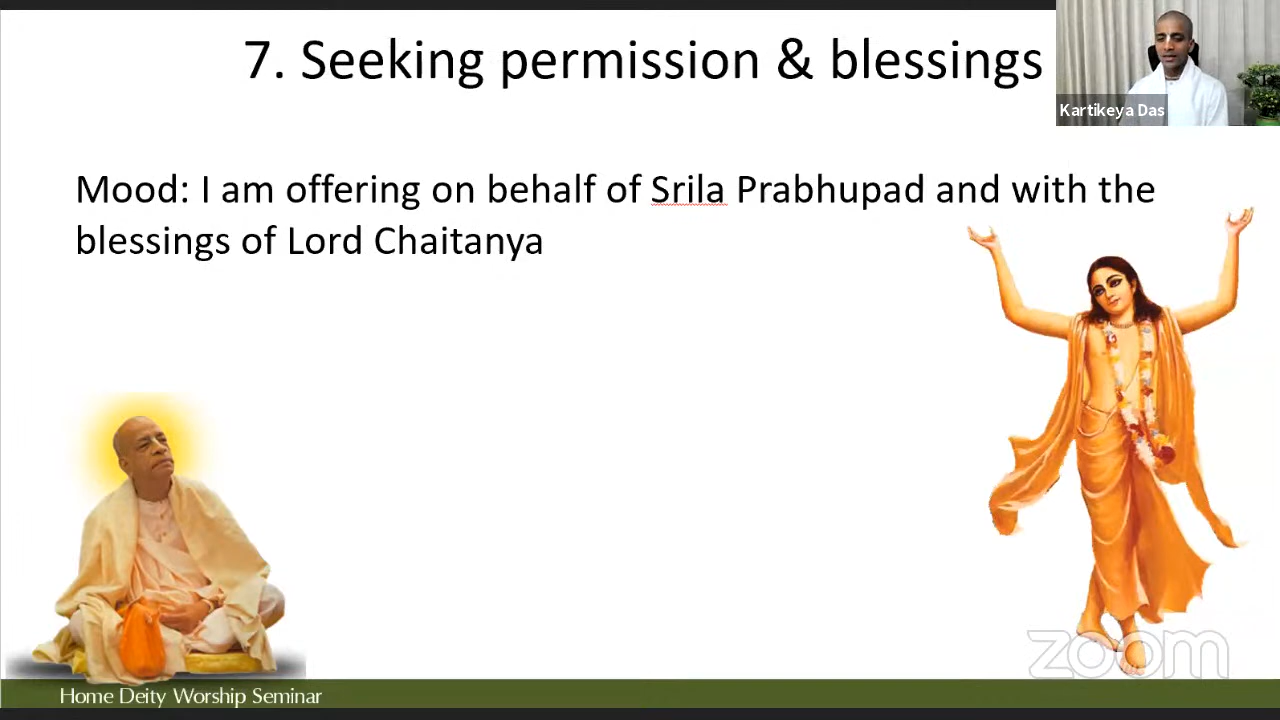 7. Seeking permission & blessings
Kartikeya Das
Mood: I am offering on behalf of Srila Prabhupad and with the
blessings of Lord Chaitanya
zoom
Home Deity Worship Seminar